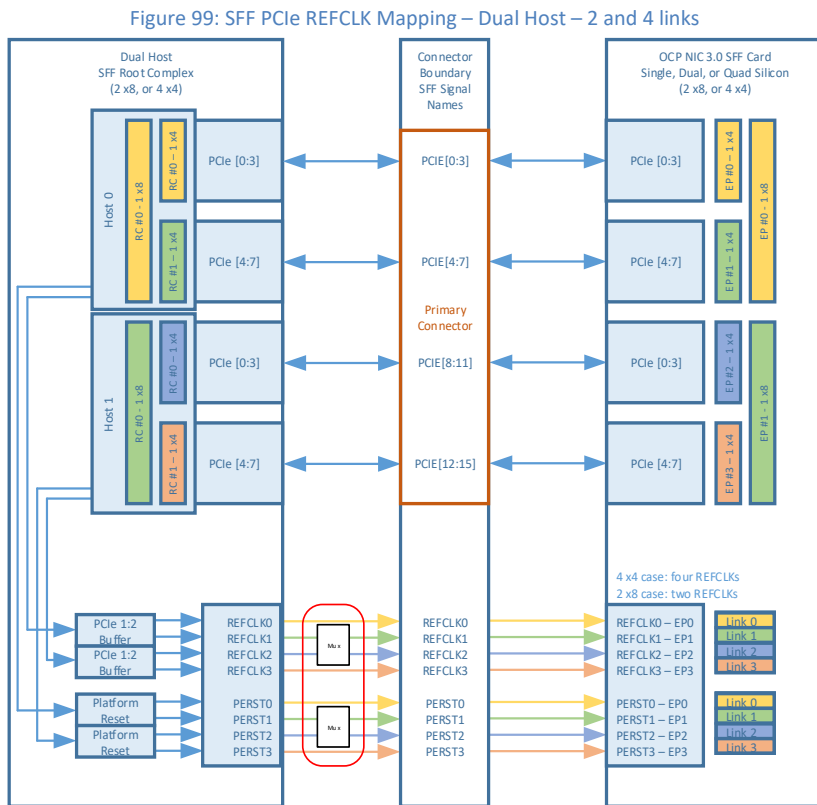 Figure 99: SFF PCIe REFCLK Mapping – Dual Host – 2 and 4 links
Dual Host
SFF Root Complex
(2 x8, or 4 x4)
Connector
Boundary
SFF Signal
Names
OCP NIC 3.0 SFF Card
Single, Dual, or Quad Silicon
(2 x8, or 4 x4)
Host 0
RC #0 – 1 x8
RC #0 – 1 x4
PCIe [0:3]
PCIE[0:3]
PCIe [0:3]
EP #0 – 1 x4
EP #0 - 1 x8
RC #1 – 1 x4
PCIe [4:7]
PCIE[4:7]
PCIe [4:7]
EP #1 – 1 x4
Primary
Connector
Host 1
RC #0 - 1 x8
RC #0 – 1 x4
PCIe [0:3]
PCIE[8:11]
PCIe [0:3]
EP #2 – 1 x4
EP #1 - 1 x8
RC #1 – 1 x4
PCIe [4:7]
PCIE[12:15]
PCIe [4:7]
EP #3 – 1 x4
4 x4 case: four REFCLKs
2 x8 case: two REFCLKs
PCIe 1:2
Buffer
PCIe 1:2
Buffer
REFCLK0
REFCLK1
REFCLK2
REFCLK3
Mux
REFCLK0
REFCLK1
REFCLK2
REFCLK3
REFCLK0 – EP0
REFCLK1 – EP1
REFCLK2 – EP2
REFCLK3 – EP3
Link 0
Link 1
Link 2
Link 3
Platform
Reset
Platform
Reset
PERST0
PERST1
PERST2
PERST3
Mux
PERST0
PERST1
PERST2
PERST3
PERST0 – EP0
PERST1 – EP1
PERST2 – EP2
PERST3 – EP3
Link 0
Link 1
Link 2
Link 3